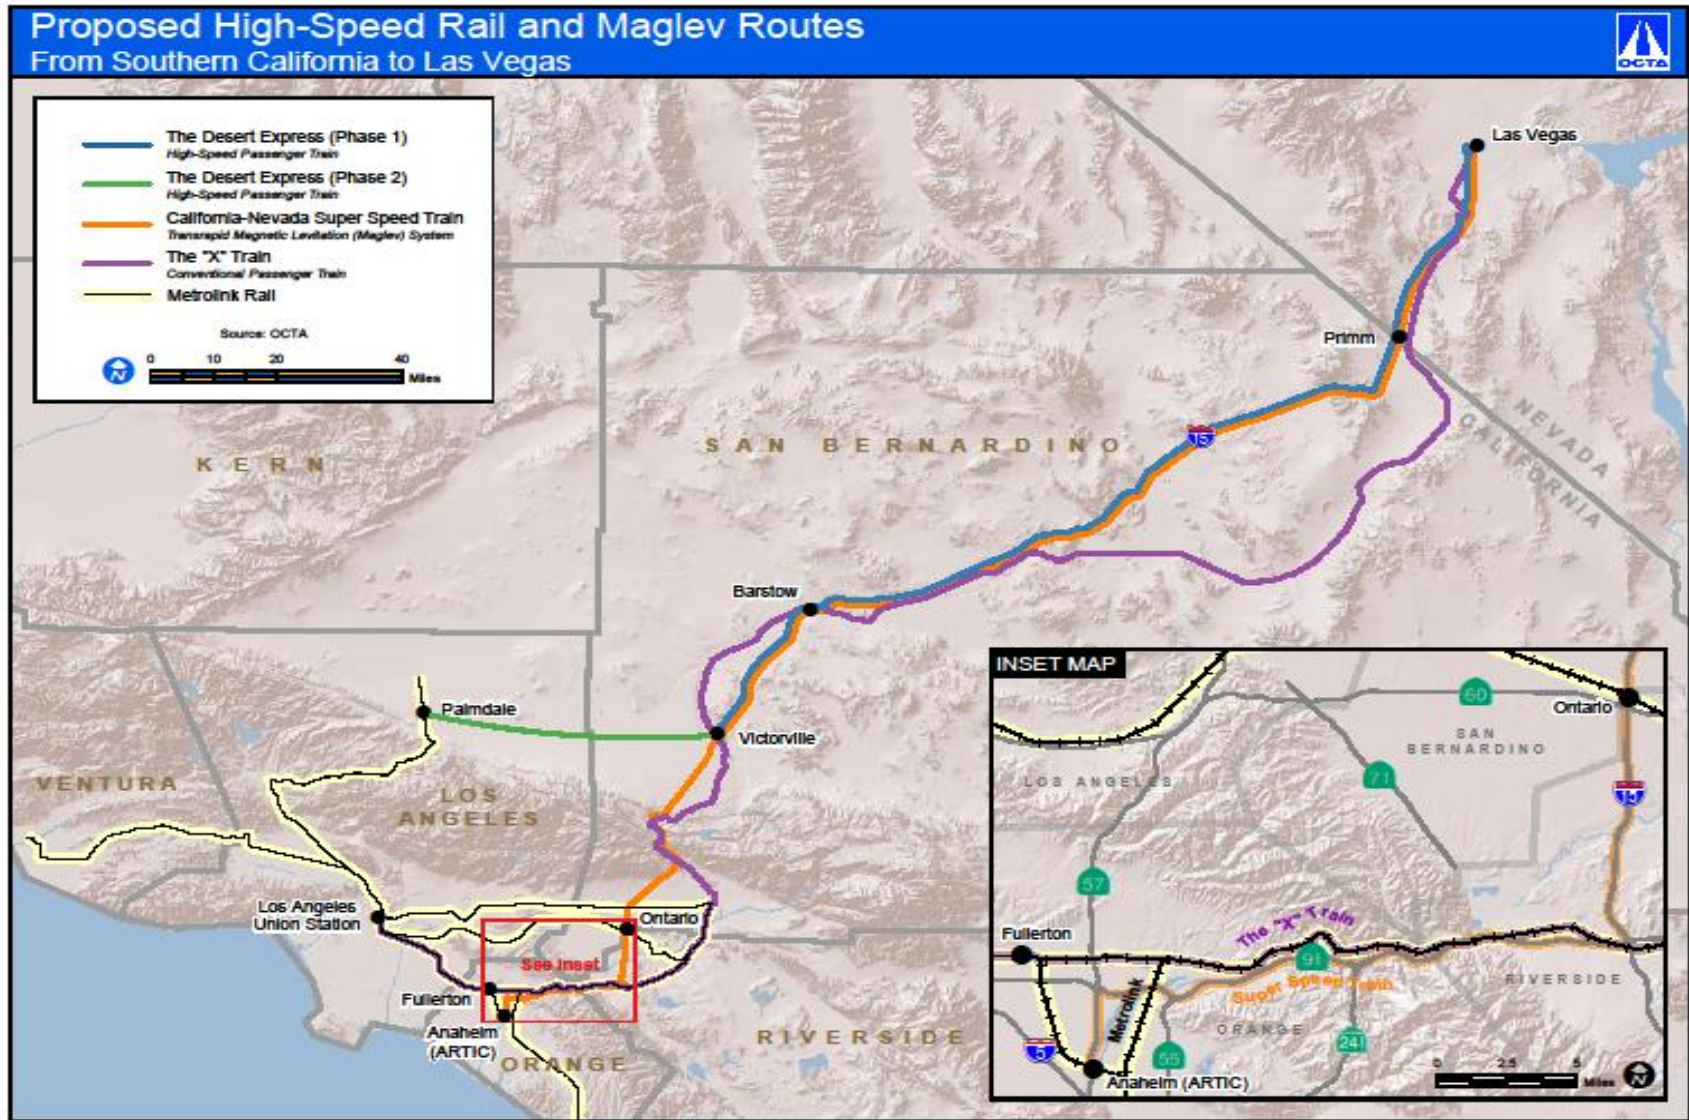 Proposed High-Speed Rail and Maglev Routes
From Southern California to Las Vegas
OCTA
The Desert Express (Phase 1)
High-Speed Passenger Train
The Desert Express (Phase 2)
High-Speed Passenger Train
California-Nevada Super Speed Train
Transrapid Magnetic Levitation (Maglev) System
The "X" Train
Conventional Passenger Train
Metrolink Rail
Source: OCTA
0 10 20 40
Miles
N
Las Vegas
Primm
NEVADA
CALIFORNIA
15
SAN BERNARDINO
KERN
Barstow
Palmdale
Victorville
VENTURA
LOS
ANGELES
Los Angeles
Union Station
Ontario
See Inset
Fullerton
Anaheim
(ARTIC)
ORANGE
RIVERSIDE
INSET MAP
60
Ontario
SAN
BERNARDINO
LOS ANGELES
71
15
57
The "X" Train
Fullerton
91
Super Speed Train
RIVERSIDE
Metrolink
ORANGE
241
5
55
Anaheim (ARTIC)
0 2.5 5
Miles
N